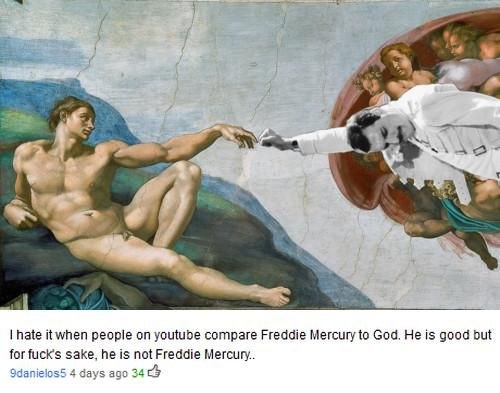 I hate it when people on youtube compare Freddie Mercury to God. He is good but
for fuck's sake, he is not Freddie Mercury..
9danielos5 4 days ago 34